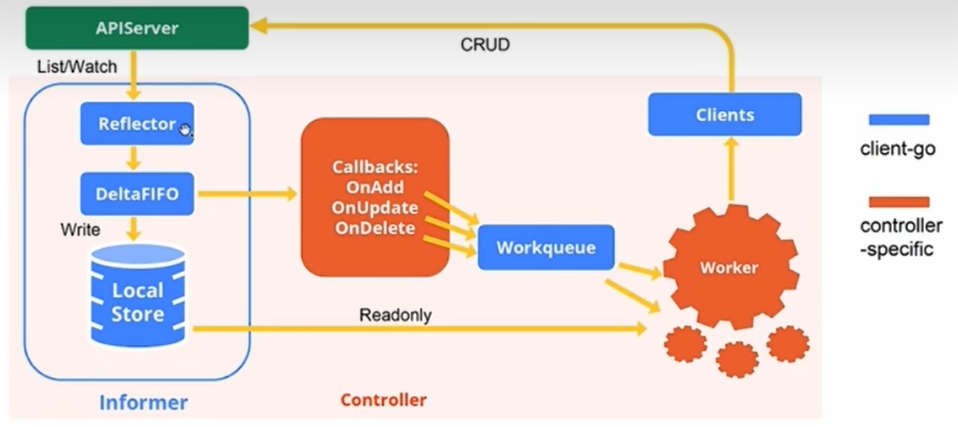 APIServer
CRUD
List/Watch
Reflector
Clients
client-go
Callbacks:
OnAdd
OnUpdate
OnDelete
DeltaFIFO
controller
-specific
Write
Workqueue
Worker
Local
Store
Readonly
Informer
Controller